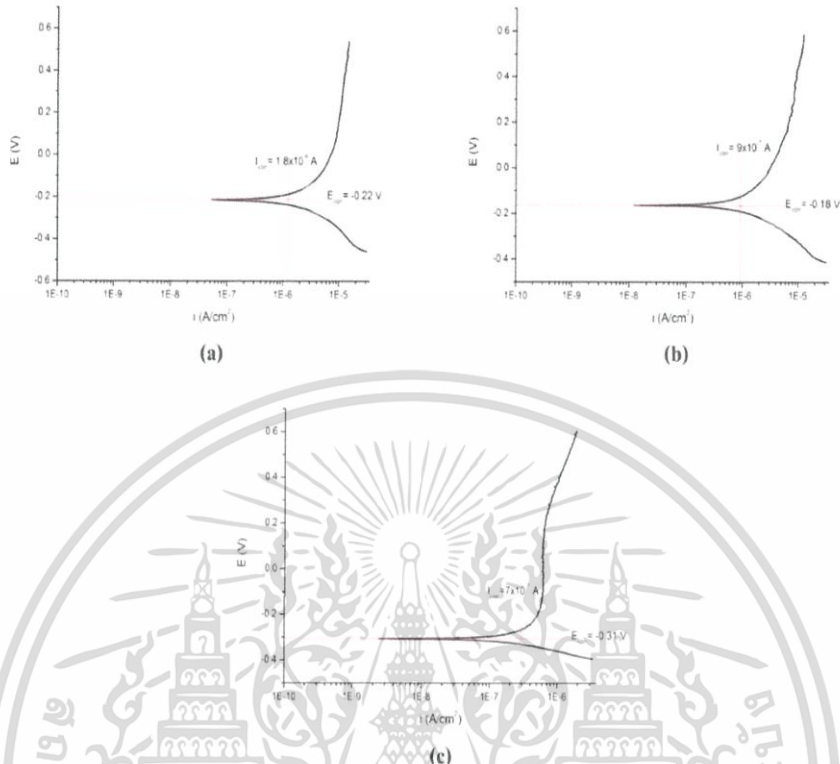 0.6
0.4
0.2
0.0
-0.2
-0.4
-0.6
E (V)
I = 1.8x10 A
E = -0.22 V
1E-10 1E-9 1E-8 1E-7 1E-6 1E-5
i (A/cm²)
(a)
0.6
0.4
0.2
0.0
-0.2
-0.4
E (V)
I = 9x10 A
E = -0.18 V
1E-10 1E-9 1E-8 1E-7 1E-6 1E-5
i (A/cm²)
(b)
0.6
0.4
0.2
0.0
-0.2
-0.4
E (V)
I =7x10 A
E = -0.31 V
1E-10 1E-9 1E-8 1E-7 1E-6
i (A/cm²)
(c)